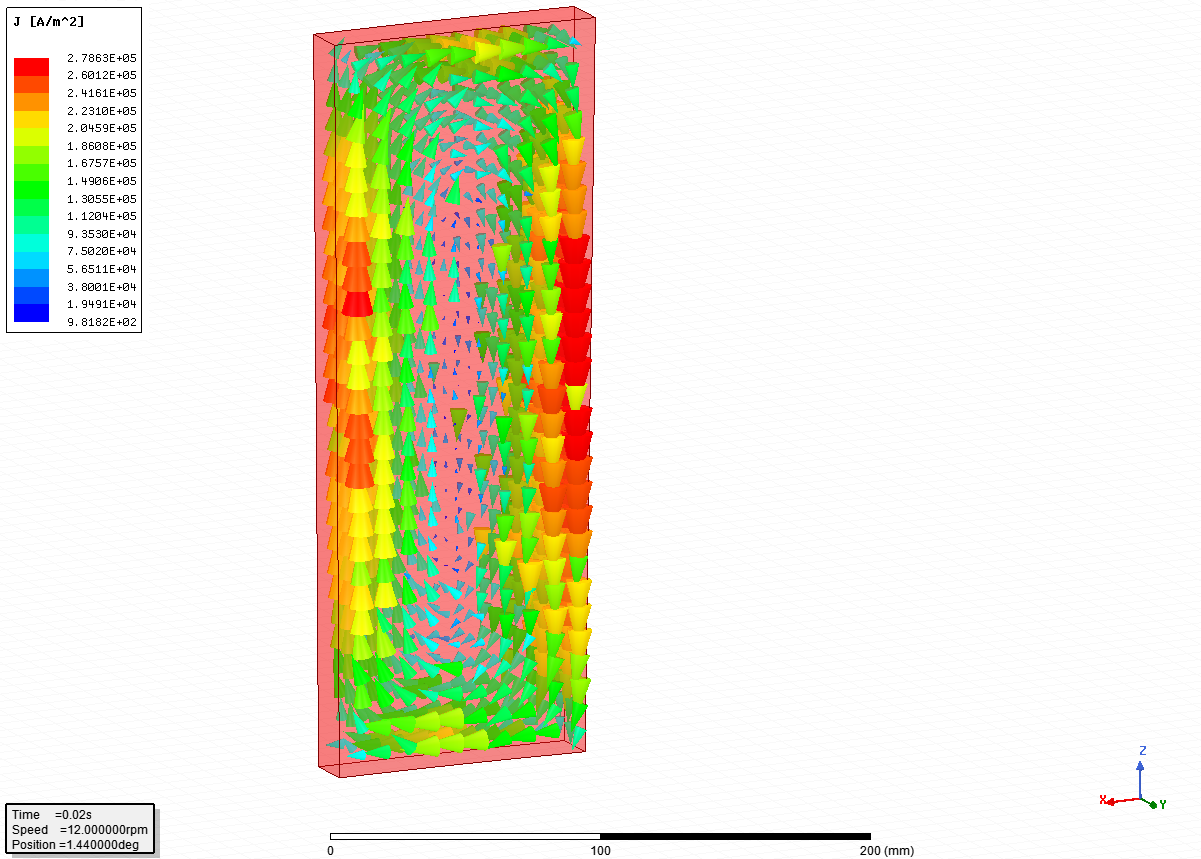 J [A/m^2]
2.7863E+05
2.6012E+05
2.4161E+05
2.2310E+05
2.0459E+05
1.8608E+05
1.6757E+05
1.4906E+05
1.3055E+05
1.1204E+05
9.3530E+04
7.5020E+04
5.6511E+04
3.8001E+04
1.9491E+04
9.8182E+02
Z
X
Y
Time =0.02s
Speed =12.000000rpm
Position =1.440000deg
0 100 200 (mm)